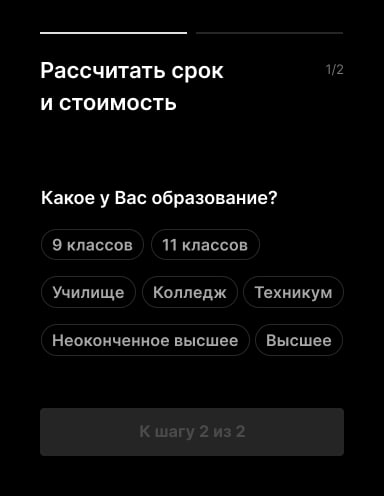 Рассчитать срок 1/2
и стоимость
Какое у Вас образование?
9 классов 11 классов
Училище Колледж Техникум
Неоконченное высшее Высшее
К шагу 2 из 2